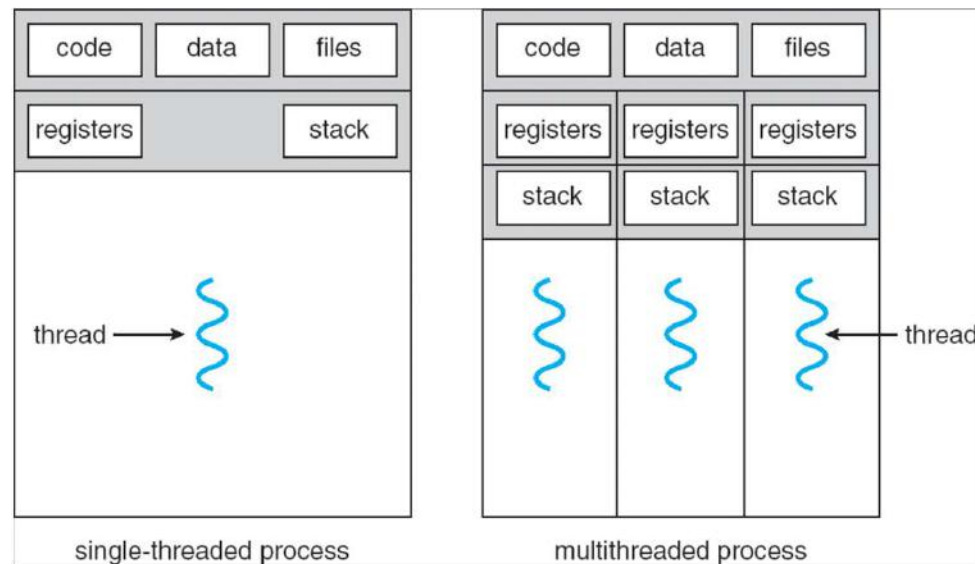 code data files
registers stack
thread
single-threaded process
code data files
registers registers registers
stack stack stack
thread
multithreaded process